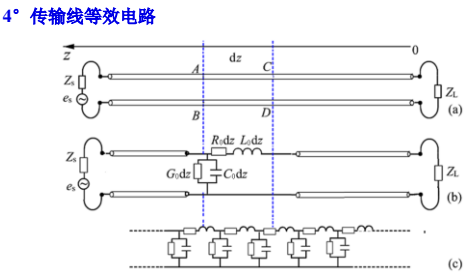 4°传输线等效电路
z dz 0
A C
Zs
es
B D
ZL
(a)
R₀dz L₀dz
Zs
G₀dz C₀dz
es
ZL
(b)
(c)